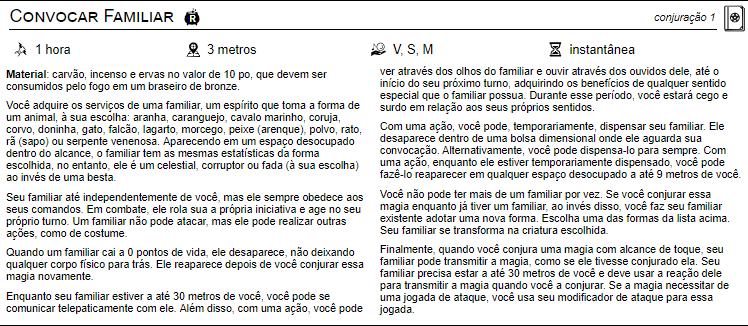 Convocar Familiar R conjuração 1
1 hora 3 metros V, S, M instantânea
Material: carvão, incenso e ervas no valor de 10 po, que devem ser
consumidos pelo fogo em um braseiro de bronze.
Você adquire os serviços de uma familiar, um espírito que toma a forma de
um animal, à sua escolha: aranha, caranguejo, cavalo marinho, coruja,
corvo, doninha, gato, falcão, lagarto, morcego, peixe (arenque), polvo, rato,
rã (sapo) ou serpente venenosa. Aparecendo em um espaço desocupado
dentro do alcance, o familiar tem as mesmas estatísticas da forma
escolhida, no entanto, ele é um celestial, corruptor ou fada (à sua escolha)
ao invés de uma besta.
Seu familiar até independentemente de você, mas ele sempre obedece aos
seus comandos. Em combate, ele rola sua a própria iniciativa e age no seu
próprio turno. Um familiar não pode atacar, mas ele pode realizar outras
ações, como de costume.
Quando um familiar cai a 0 pontos de vida, ele desaparece, não deixando
qualquer corpo físico para trás. Ele reaparece depois de você conjurar essa
magia novamente.
Enquanto seu familiar estiver a até 30 metros de você, você pode se
comunicar telepaticamente com ele. Além disso, com uma ação, você pode
ver através dos olhos do familiar e ouvir através dos ouvidos dele, até o
início do seu próximo turno, adquirindo os benefícios de qualquer sentido
especial que o familiar possua. Durante esse período, você estará cego e
surdo em relação aos seus próprios sentidos.
Com uma ação, você pode, temporariamente, dispensar seu familiar. Ele
desaparece dentro de uma bolsa dimensional onde ele aguarda sua
convocação. Alternativamente, você pode dispensa-lo para sempre. Com
uma ação, enquanto ele estiver temporariamente dispensado, você pode
fazê-lo reaparecer em qualquer espaço desocupado a até 9 metros de você.
Você não pode ter mais de um familiar por vez. Se você conjurar essa
magia enquanto já tiver um familiar, ao invés disso, você faz seu familiar
existente adotar uma nova forma. Escolha uma das formas da lista acima.
Seu familiar se transforma na criatura escolhida.
Finalmente, quando você conjura uma magia com alcance de toque, seu
familiar pode transmitir a magia, como se ele tivesse conjurado ela. Seu
familiar precisa estar a até 30 metros de você e deve usar a reação dele
para transmitir a magia quando você a conjurar. Se a magia necessitar de
uma jogada de ataque, você usa seu modificador de ataque para essa
jogada.